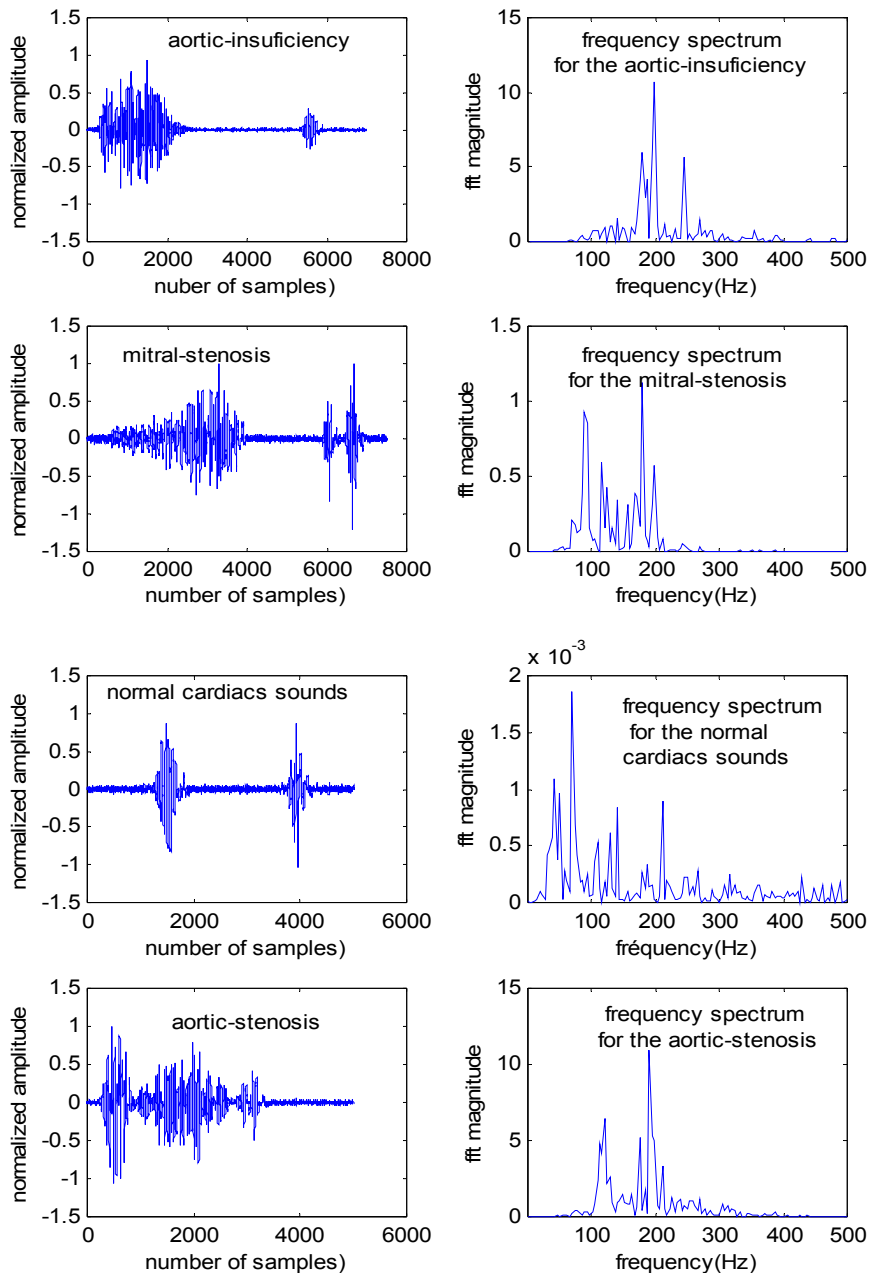 aortic-insuficiency
normalized amplitude
1.5
1
0.5
0
-0.5
-1
-1.5
0 2000 4000 6000 8000
nuber of samples)
frequency spectrum
for the aortic-insuficiency
fft magnitude
15
10
5
0
100 200 300 400 500
frequency(Hz)
mitral-stenosis
normalized amplitude
1.5
1
0.5
0
-0.5
-1
-1.5
0 2000 4000 6000 8000
number of samples)
frequency spectrum
for the mitral-stenosis
fft magnitude
1.5
1
0.5
0
100 200 300 400 500
frequency(Hz)
normal cardiacs sounds
normalized amplitude
1.5
1
0.5
0
-0.5
-1
-1.5
0 2000 4000 6000
number of samples)
x 10-3
frequency spectrum
for the normal
cardiacs sounds
fft magnitude
2
1.5
1
0.5
0
100 200 300 400 500
fréquency(Hz)
aortic-stenosis
normalized amplitude
1.5
1
0.5
0
-0.5
-1
-1.5
0 2000 4000 6000
number of samples)
frequency spectrum
for the aortic-stenosis
fft magnitude
15
10
5
0
100 200 300 400 500
frequency(Hz)